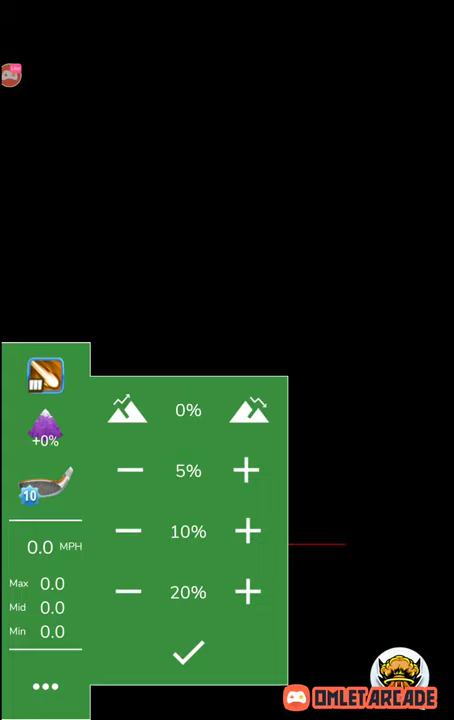 +0%
10
0.0 MPH
Max 0.0
Mid 0.0
Min 0.0
0%
5%
10%
20%
OMLET ARCADE